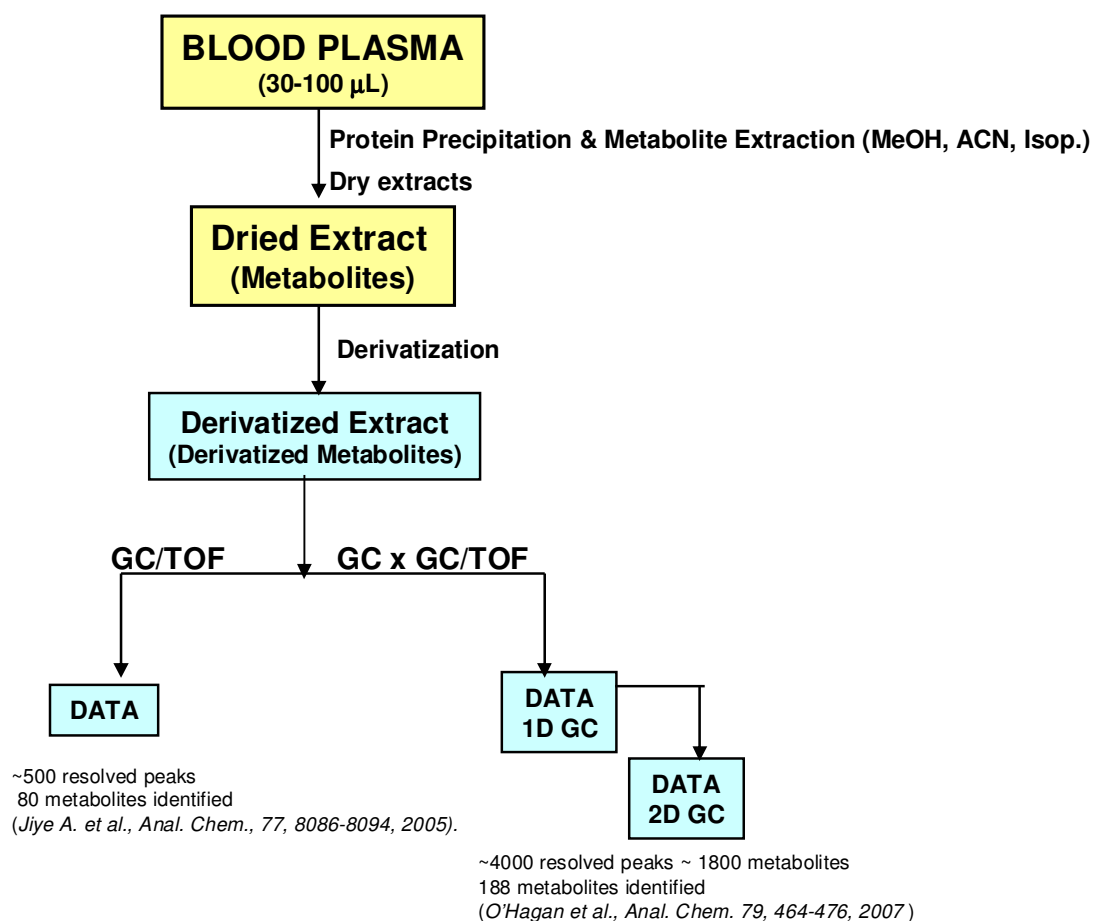 BLOOD PLASMA
(30-100 μL)
Protein Precipitation & Metabolite Extraction (MeOH, ACN, Isop.)
Dry extracts
Dried Extract
(Metabolites)
Derivatization
Derivatized Extract
(Derivatized Metabolites)
GC/TOF
GC x GC/TOF
DATA
~500 resolved peaks
80 metabolites identified
(Jiye A. et al., Anal. Chem., 77, 8086-8094, 2005).
DATA
1D GC
DATA
2D GC
~4000 resolved peaks ~ 1800 metabolites
188 metabolites identified
(O'Hagan et al., Anal. Chem. 79, 464-476, 2007 )